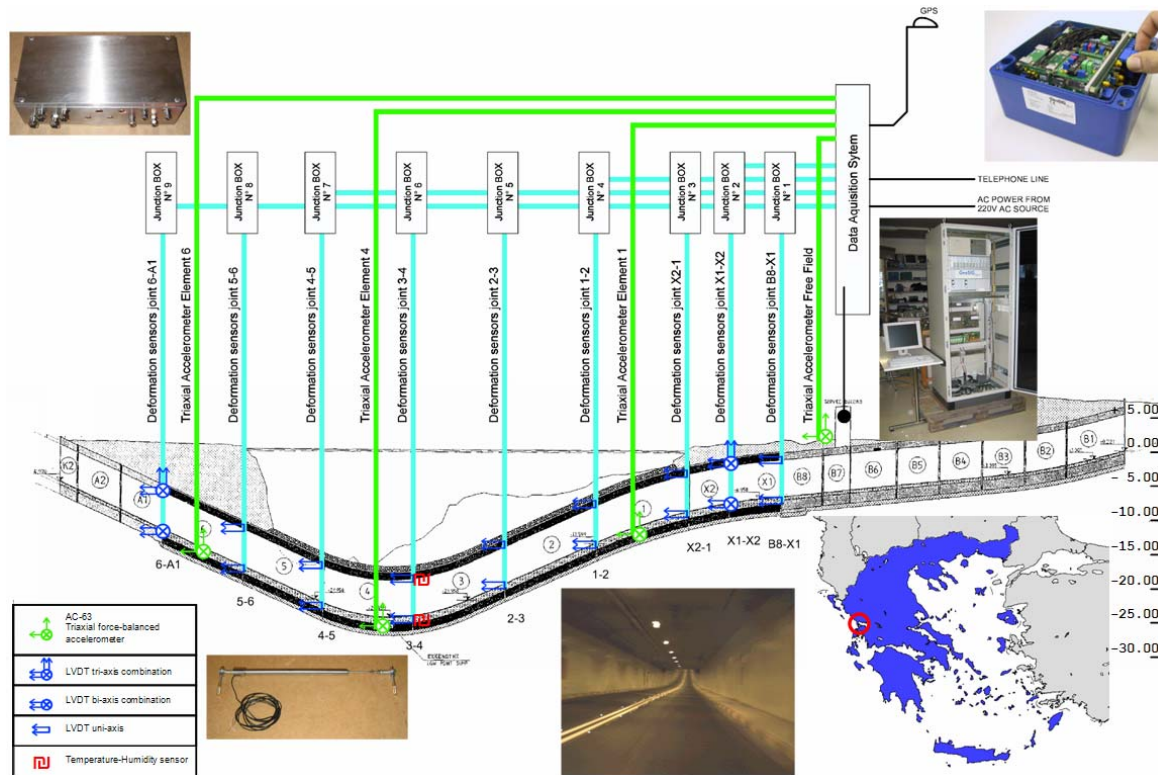 GPS
Data Aquisition Sytem
TELEPHONE LINE
AC POWER FROM
220V AC SOURCE
Junction BOX
N° 9
Junction BOX
N° 8
Junction BOX
N° 7
Junction BOX
N° 6
Junction BOX
N° 5
Junction BOX
N° 4
Junction BOX
N° 3
Junction BOX
N° 2
Junction BOX
N° 1
Deformation sensors joint 6-A1
Triaxial Accelerometer Element 6
Deformation sensors joint 5-6
Deformation sensors joint 4-5
Triaxial Accelerometer Element 4
Deformation sensors joint 3-4
Deformation sensors joint 2-3
Deformation sensors joint 1-2
Triaxial Accelerometer Element 1
Deformation sensors joint X2-1
Deformation sensors joint X1-X2
Deformation sensors joint B8-X1
Triaxial Accelerometer Free Field
5.00
0.00
- 5.00
-10.00
-15.00
-20.00
-25.00
-30.00
K2
A2
A1
6
5
4
3
2
1
X2
X1
B8
B7
B6
B5
B4
B3
B2
B1
6-A1
5-6
4-5
3-4
2-3
1-2
X2-1
X1-X2
B8-X1
AC-63
Triaxial force-balanced
accelerometer
LVDT tri-axis combination
LVDT bi-axis combination
LVDT uni-axis
Temperature-Humidity sensor